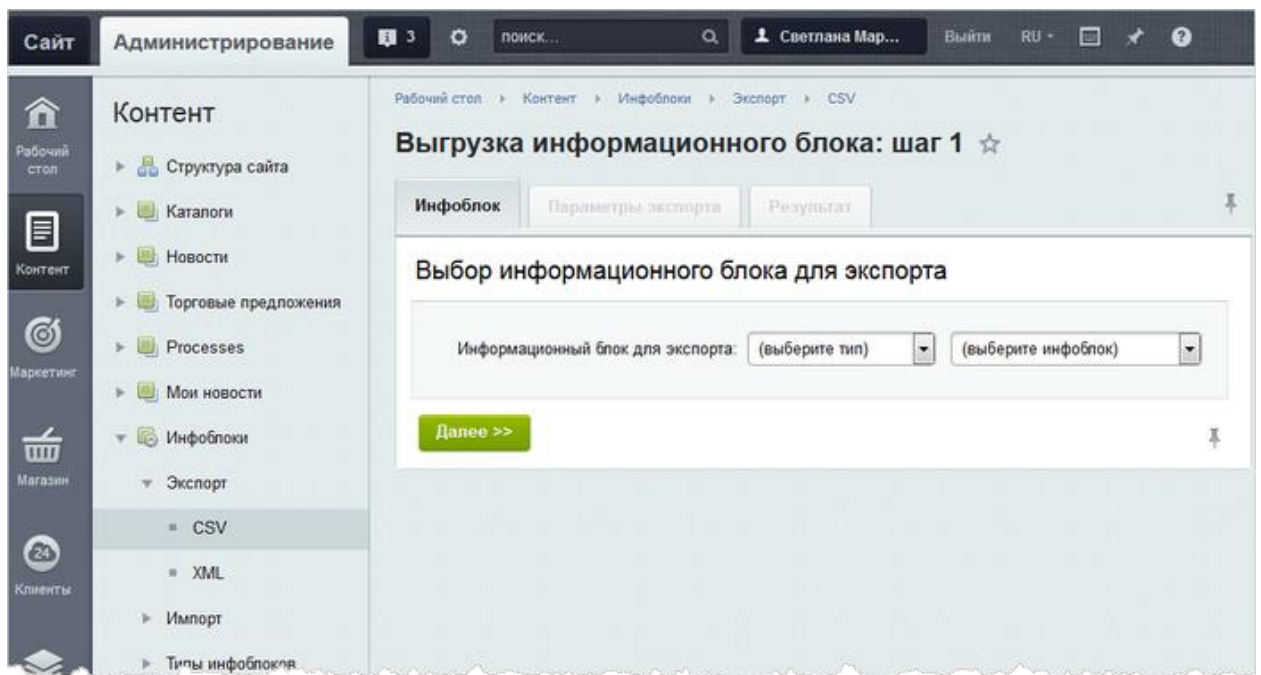 Сайт
Администрирование
3
поиск...
Светлана Мар...
Выйти
RU
?
Рабочий стол
Контент
Маркетинг
Магазин
24
Клиенты
Контент
Структура сайта
Каталоги
Новости
Торговые предложения
Processes
Мои новости
Инфоблоки
Экспорт
CSV
XML
Импорт
Типы инфоблоков
Рабочий стол Контент Инфоблоки Экспорт CSV
Выгрузка информационного блока: шаг 1
Инфоблок
Параметры экспорта
Результат
Выбор информационного блока для экспорта
Информационный блок для экспорта: (выберите тип) (выберите инфоблок)
Далее >>